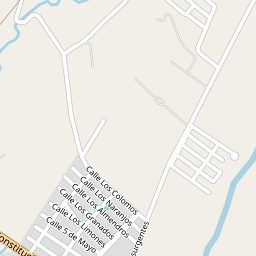 Calle Los Colomos
Calle Los Naranjos
Calle Los Almendros
Calle Los Granados
Calle Los Limones
Calle 5 de Mayo
surgentes
onstitu